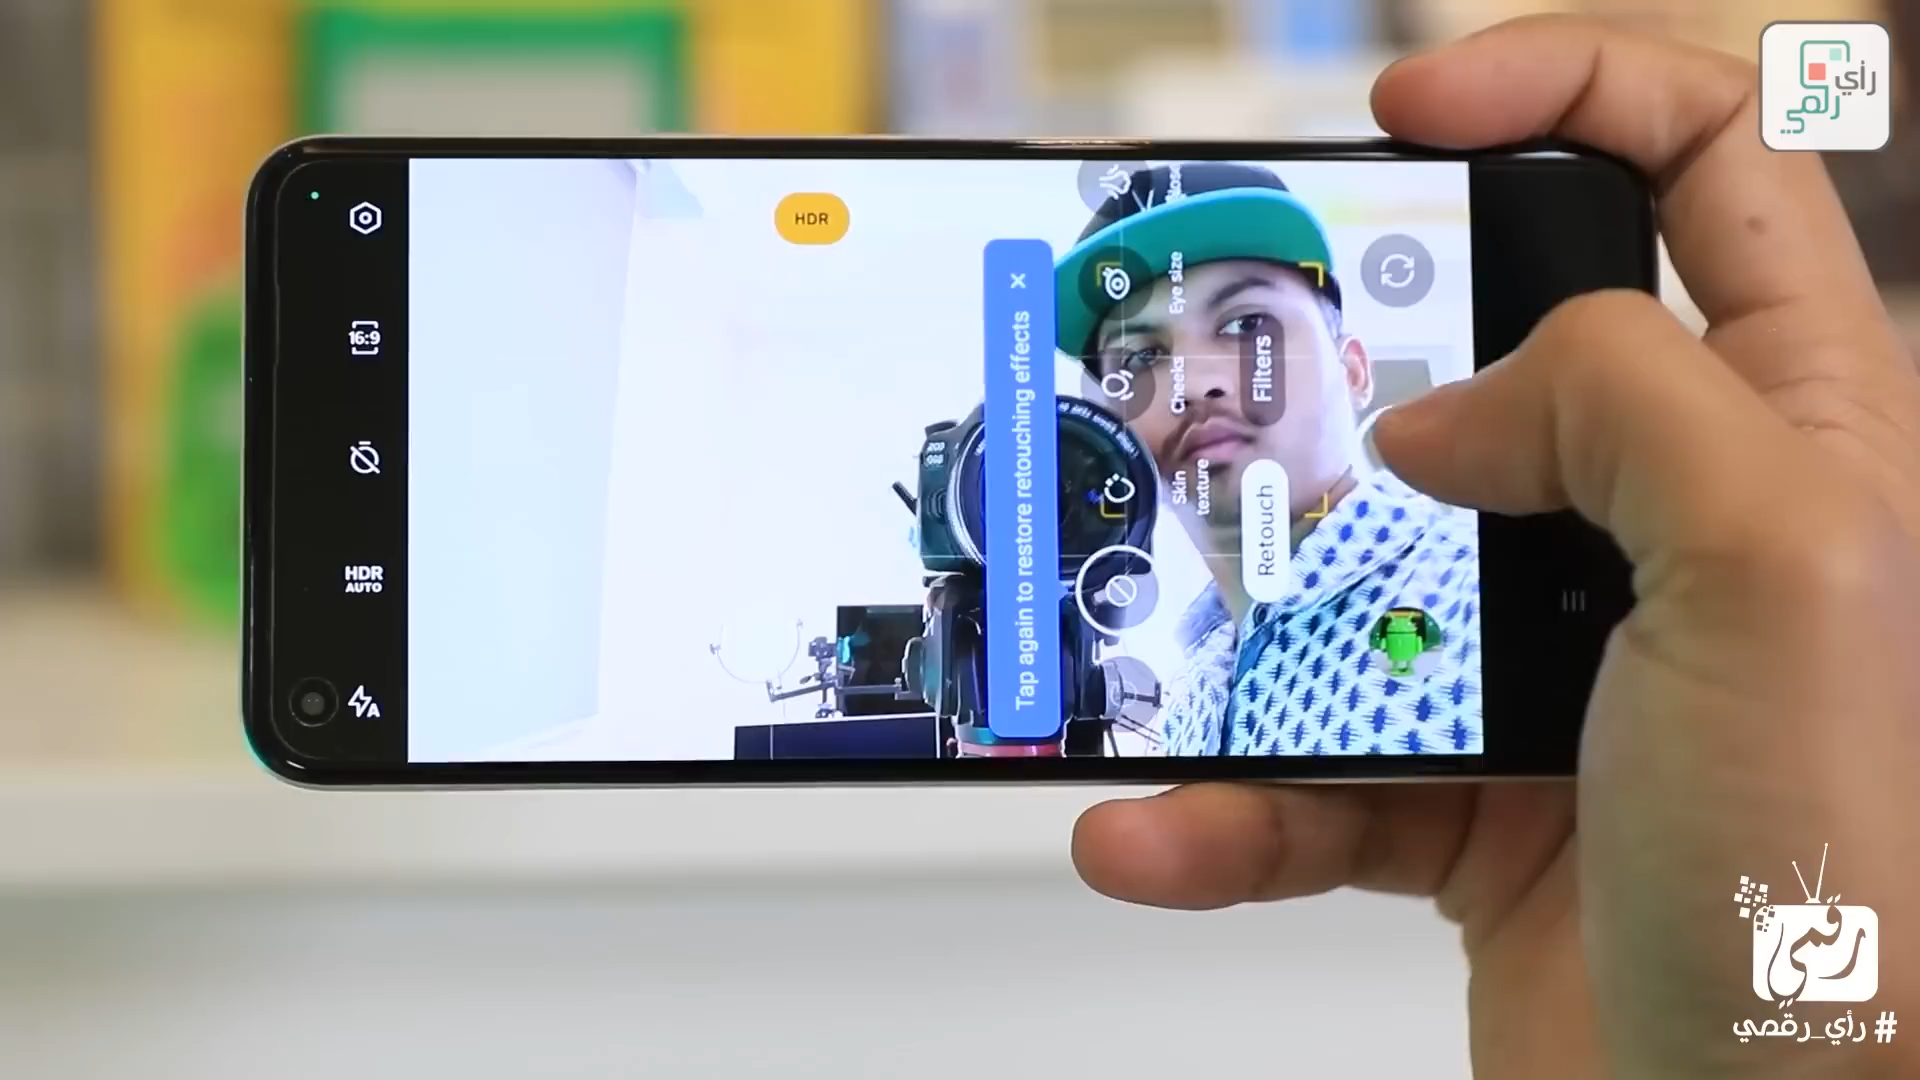 رأي
رقمي
HDR
16:9
HDR
AUTO
A
Tap again to restore retouching effects
Eye size
Cheeks
Skin
texture
Filters
Retouch
رقمي
# رأي_رقمي